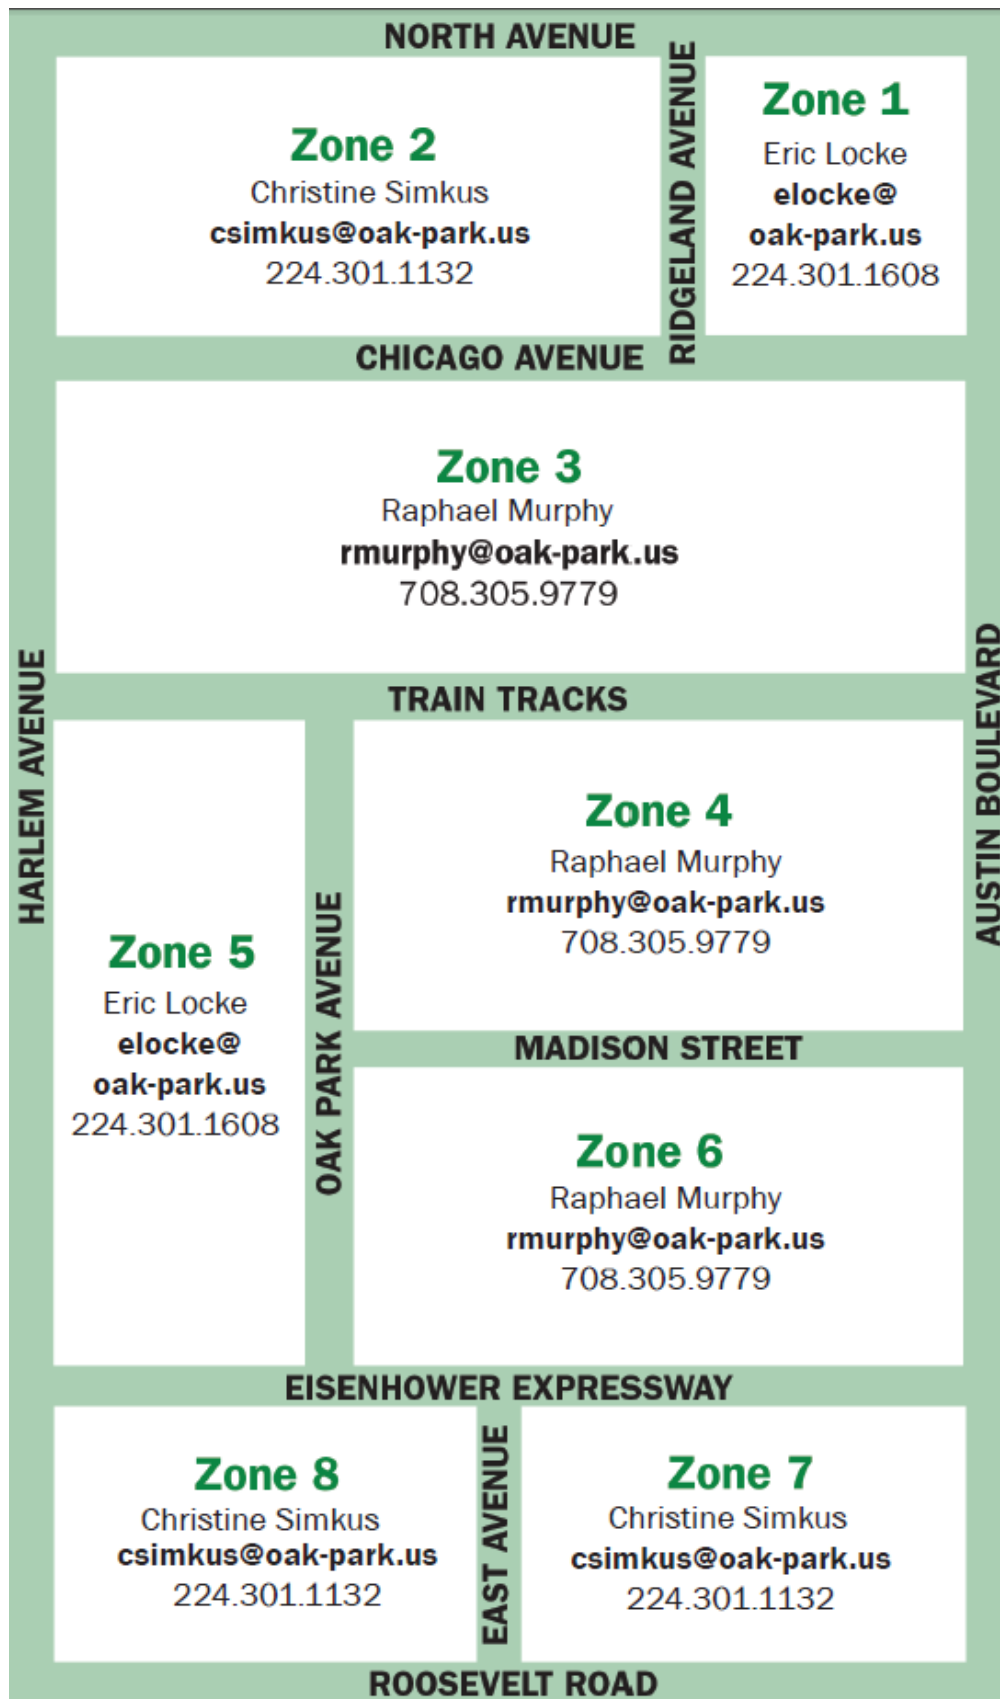 NORTH AVENUE
Zone 2
Christine Simkus
csimkus@oak-park.us
224.301.1132
RIDGELAND AVENUE
Zone 1
Eric Locke
elocke@
oak-park.us
224.301.1608
CHICAGO AVENUE
Zone 3
Raphael Murphy
rmurphy@oak-park.us
708.305.9779
HARLEM AVENUE
TRAIN TRACKS
AUSTIN BOULEVARD
Zone 5
Eric Locke
elocke@
oak-park.us
224.301.1608
OAK PARK AVENUE
Zone 4
Raphael Murphy
rmurphy@oak-park.us
708.305.9779
MADISON STREET
Zone 6
Raphael Murphy
rmurphy@oak-park.us
708.305.9779
EISENHOWER EXPRESSWAY
Zone 8
Christine Simkus
csimkus@oak-park.us
224.301.1132
EAST AVENUE
Zone 7
Christine Simkus
csimkus@oak-park.us
224.301.1132
ROOSEVELT ROAD